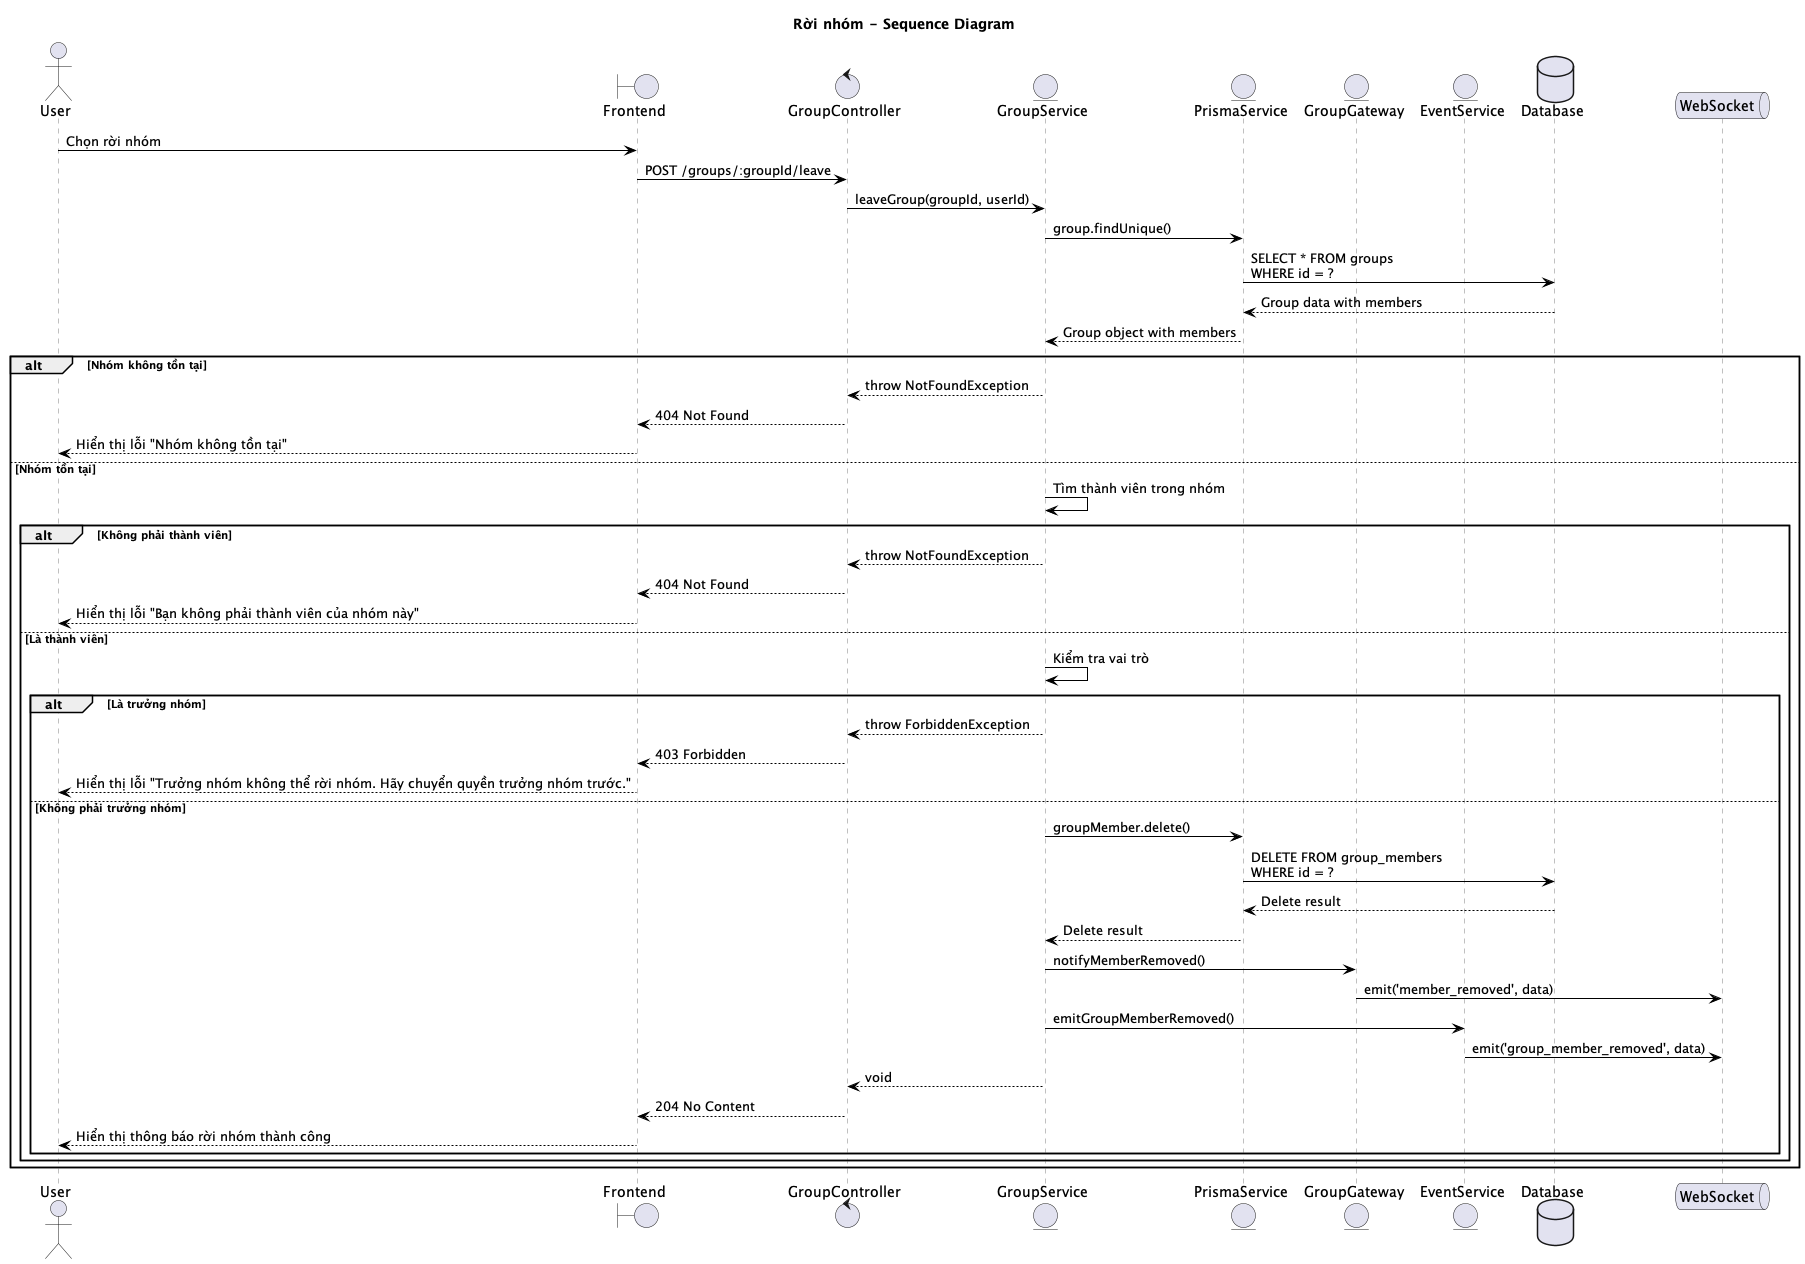 Rời nhóm - Sequence Diagram
User
Frontend
GroupController
GroupService
PrismaService
GroupGateway
EventService
Database
WebSocket
Chọn rời nhóm
POST /groups/:groupId/leave
leaveGroup(groupId, userId)
group.findUnique()
SELECT * FROM groups
WHERE id = ?
Group data with members
Group object with members
alt
[Nhóm không tồn tại]
throw NotFoundException
404 Not Found
Hiển thị lỗi "Nhóm không tồn tại"
[Nhóm tồn tại]
Tìm thành viên trong nhóm
alt
[Không phải thành viên]
throw NotFoundException
404 Not Found
Hiển thị lỗi "Bạn không phải thành viên của nhóm này"
[Là thành viên]
Kiểm tra vai trò
alt
[Là trưởng nhóm]
throw ForbiddenException
403 Forbidden
Hiển thị lỗi "Trưởng nhóm không thể rời nhóm. Hãy chuyển quyền trưởng nhóm trước."
[Không phải trưởng nhóm]
groupMember.delete()
DELETE FROM group_members
WHERE id = ?
Delete result
Delete result
notifyMemberRemoved()
emit('member_removed', data)
emitGroupMemberRemoved()
emit('group_member_removed', data)
void
204 No Content
Hiển thị thông báo rời nhóm thành công
User
Frontend
GroupController
GroupService
PrismaService
GroupGateway
EventService
Database
WebSocket